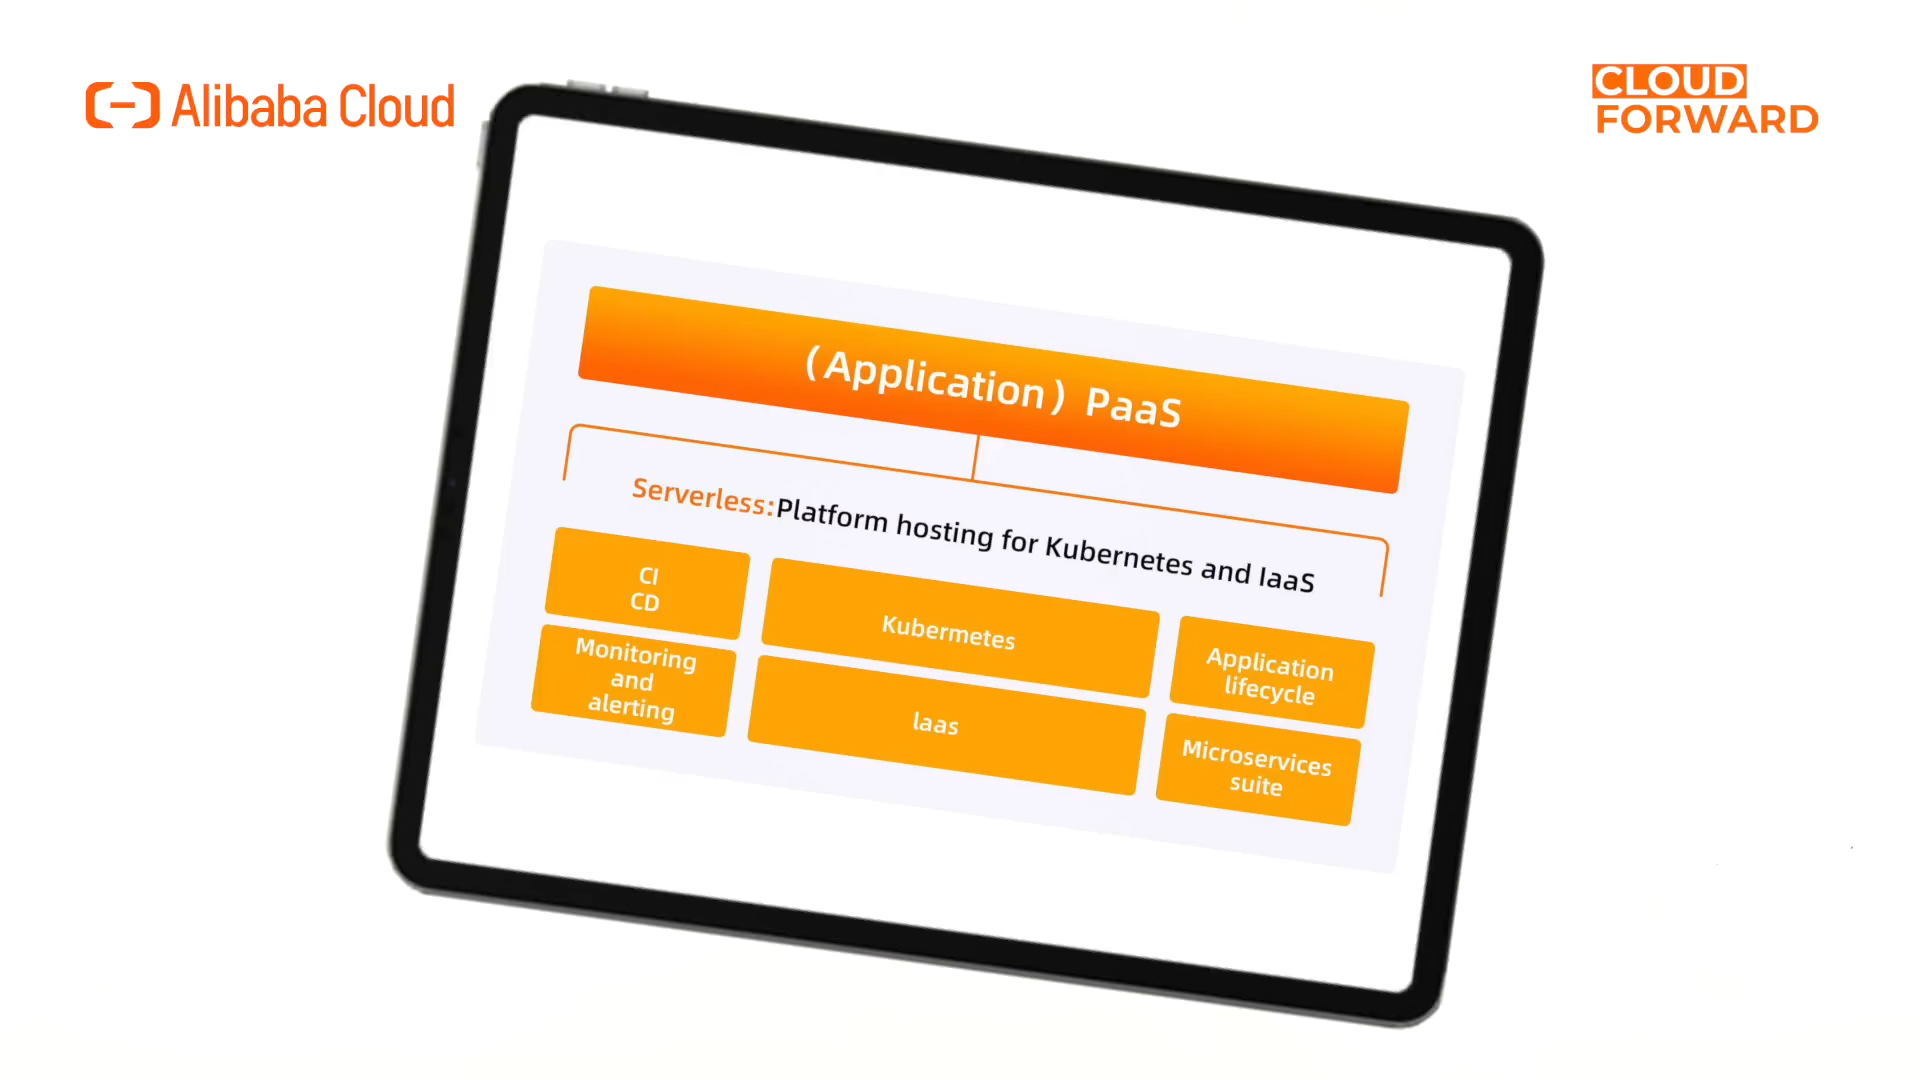 Alibaba Cloud
CLOUD
FORWARD
（Application）PaaS
Serverless:Platform hosting for Kubernetes and IaaS
CI
CD
Kubermetes
Application
lifecycle
Monitoring
and
alerting
laas
Microservices
suite